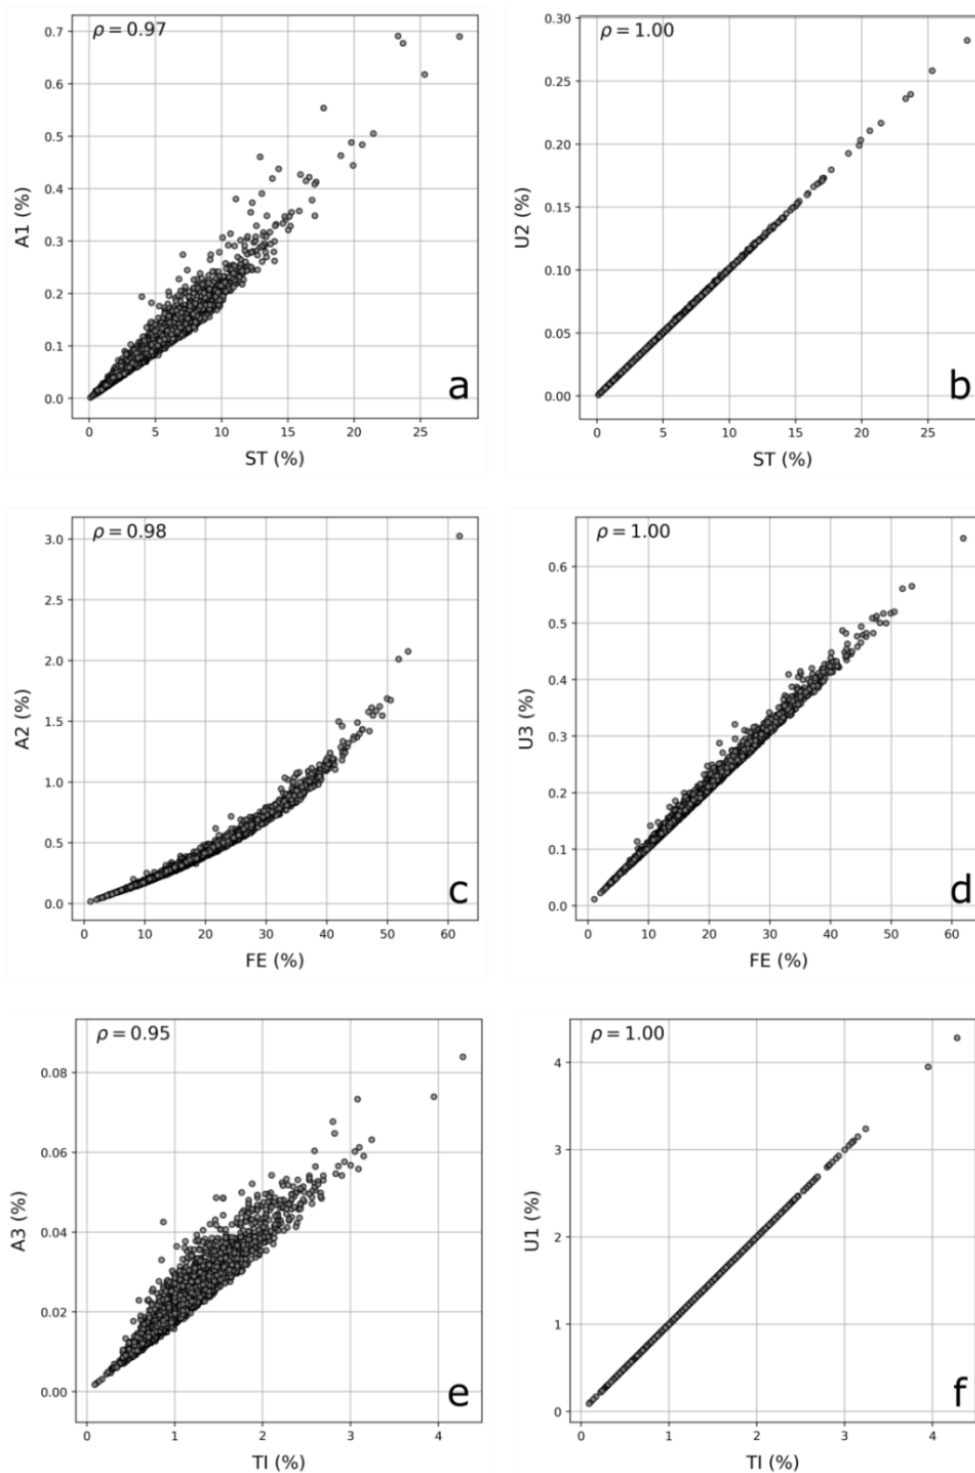 ρ = 0.97
A1 (%)
0.7
0.6
0.5
0.4
0.3
0.2
0.1
0.0
0 5 10 15 20 25
ST (%)
a
ρ = 1.00
U2 (%)
0.30
0.25
0.20
0.15
0.10
0.05
0.00
0 5 10 15 20 25
ST (%)
b
ρ = 0.98
A2 (%)
3.0
2.5
2.0
1.5
1.0
0.5
0.0
0 10 20 30 40 50 60
FE (%)
c
ρ = 1.00
U3 (%)
0.6
0.5
0.4
0.3
0.2
0.1
0.0
0 10 20 30 40 50 60
FE (%)
d
ρ = 0.95
A3 (%)
0.08
0.06
0.04
0.02
0.00
0 1 2 3 4
TI (%)
e
ρ = 1.00
U1 (%)
4
3
2
1
0
0 1 2 3 4
TI (%)
f